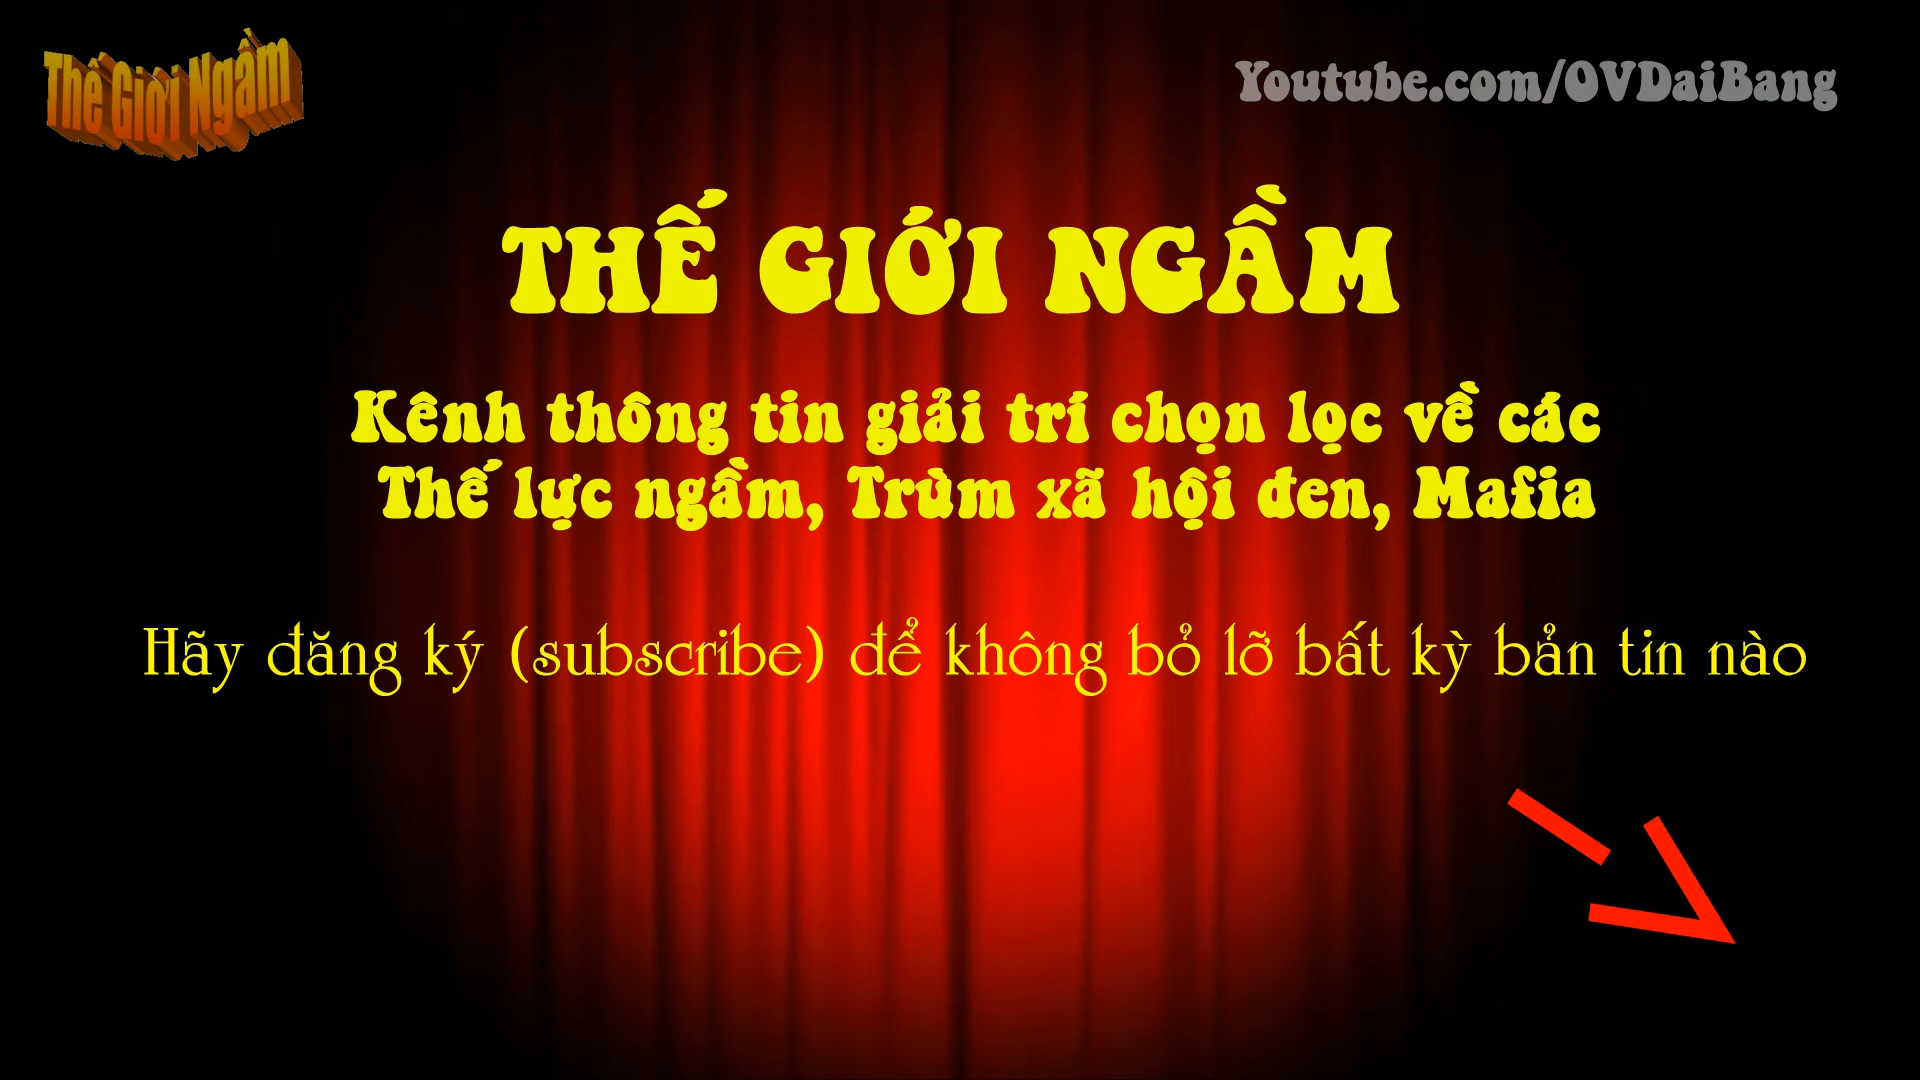 Thế Giới Ngầm
Youtube.com/OVDaiBang
THẾ GIỚI NGẦM
Kênh thông tin giải trí chọn lọc về các
Thế lực ngầm, Trùm xã hội đen, Mafia
Hãy đăng ký (subscribe) để không bỏ lỡ bất kỳ bản tin nào